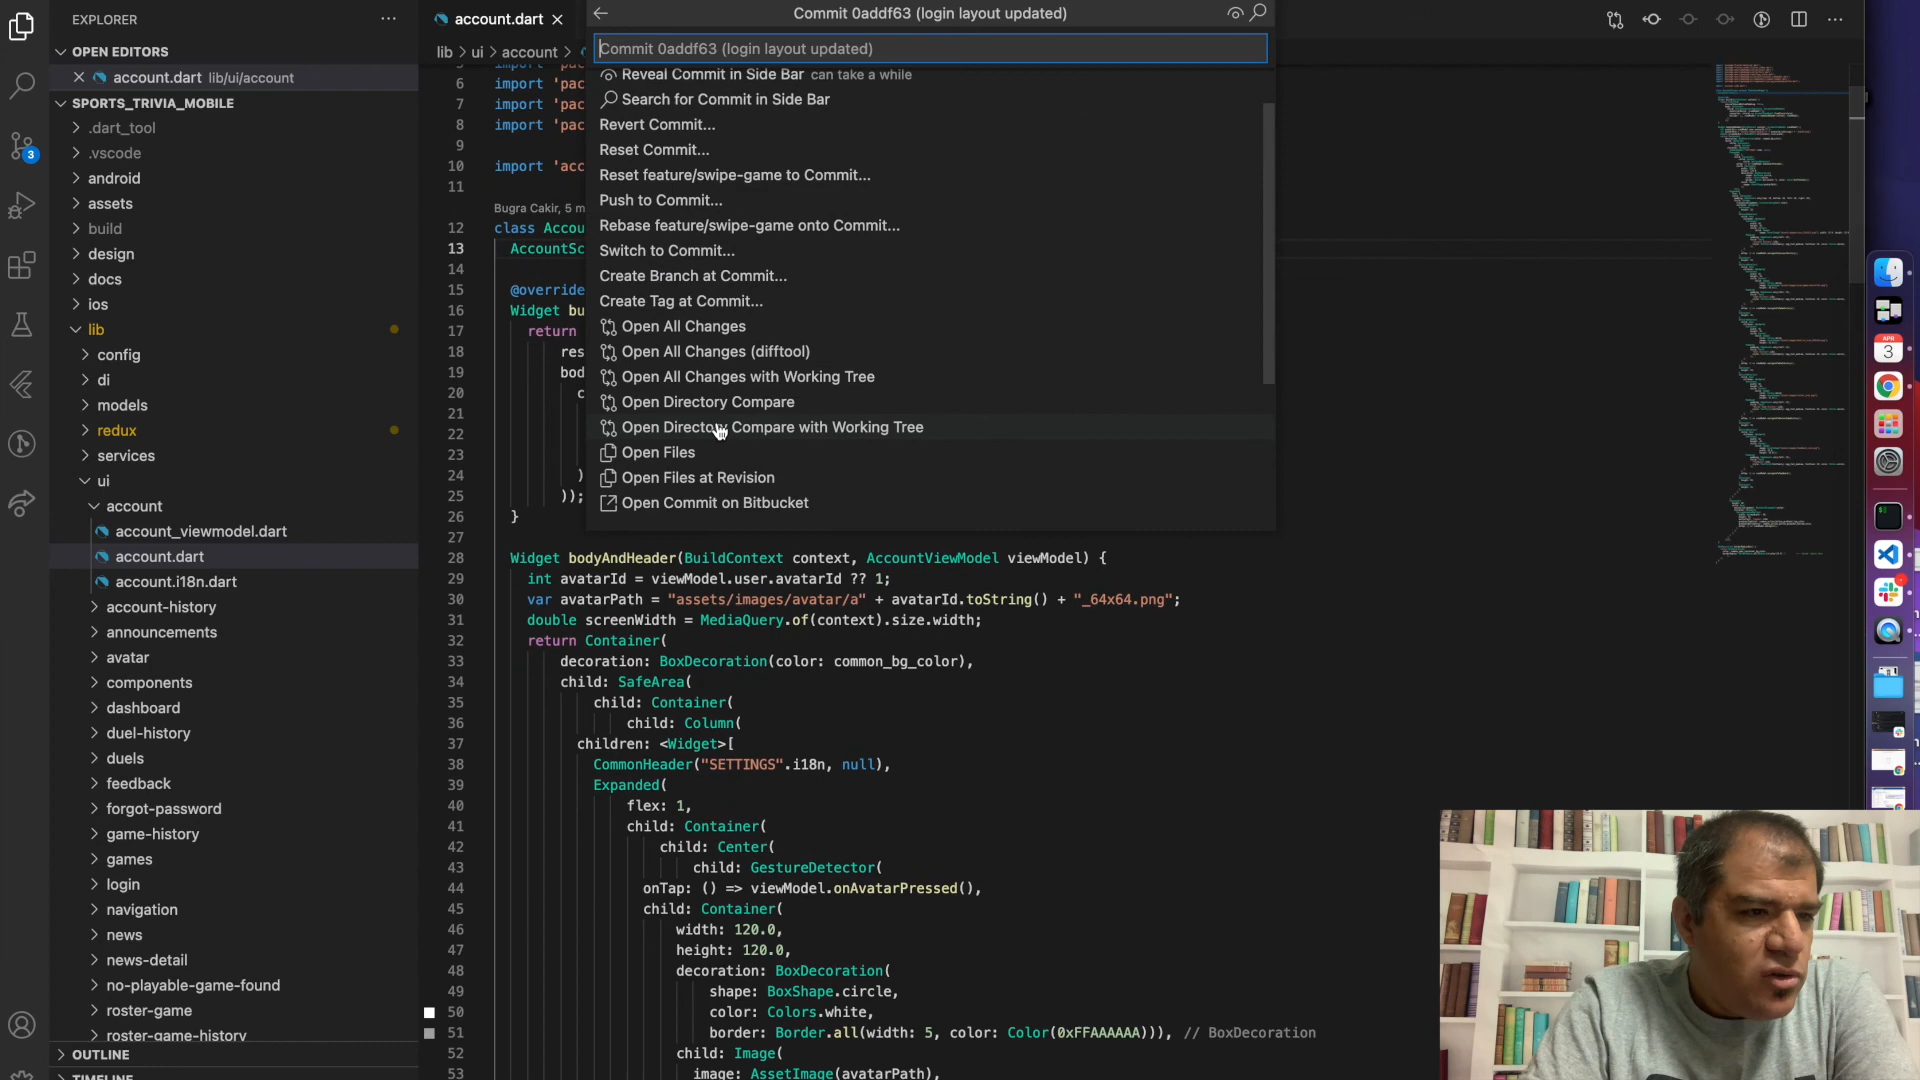 EXPLORER
OPEN EDITORS
account.dart lib/ui/account
SPORTS_TRIVIA_MOBILE
.dart_tool
.vscode
android
assets
build
design
docs
ios
lib
config
di
models
redux
services
ui
account
account_viewmodel.dart
account.dart
account.i18n.dart
account-history
announcements
avatar
components
dashboard
duel-history
duels
feedback
forgot-password
game-history
games
login
navigation
news
news-detail
no-playable-game-found
roster-game
roster-game-history
OUTLINE
TIMELINE
3
account.dart
lib > ui > account >
Commit 0addf63 (login layout updated)
Commit 0addf63 (login layout updated)
Reveal Commit in Side Bar can take a while
Search for Commit in Side Bar
Revert Commit...
Reset Commit...
Reset feature/swipe-game to Commit...
Push to Commit...
Rebase feature/swipe-game onto Commit...
Switch to Commit...
Create Branch at Commit...
Create Tag at Commit...
Open All Changes
Open All Changes (difftool)
Open All Changes with Working Tree
Open Directory Compare
Open Directory Compare with Working Tree
Open Files
Open Files at Revision
Open Commit on Bitbucket
6 import 'pac
7 import 'pac
8 import 'pac
9
10 import 'acc
11
Bugra Cakir, 5 m
12 class Accou
13 AccountSc
14
15 @override
16 Widget bu
17 return
18 res
19 bod
20 c
21
22
23
24 )
25 ));
26 }
27
28 Widget bodyAndHeader(BuildContext context, AccountViewModel viewModel) {
29 int avatarId = viewModel.user.avatarId ?? 1;
30 var avatarPath = "assets/images/avatar/a" + avatarId.toString() + "_64x64.png";
31 double screenWidth = MediaQuery.of(context).size.width;
32 return Container(
33 decoration: BoxDecoration(color: common_bg_color),
34 child: SafeArea(
35 child: Container(
36 child: Column(
37 children: <Widget>[
38 CommonHeader("SETTINGS".i18n, null),
39 Expanded(
40 flex: 1,
41 child: Container(
42 child: Center(
43 child: GestureDetector(
44 onTap: () => viewModel.onAvatarPressed(),
45 child: Container(
46 width: 120.0,
47 height: 120.0,
48 decoration: BoxDecoration(
49 shape: BoxShape.circle,
50 color: Colors.white,
51 border: Border.all(width: 5, color: Color(0xFFAAAAAA))), // BoxDecoration
52 child: Image(
53 image: AssetImage(avatarPath),
APR
3